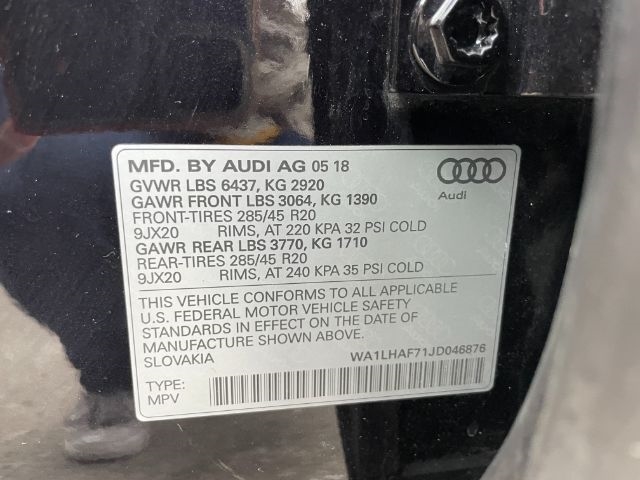 MFD. BY AUDI AG 05 18
GVWR LBS 6437, KG 2920
GAWR FRONT LBS 3064, KG 1390
FRONT-TIRES 285/45 R20
9JX20 RIMS, AT 220 KPA 32 PSI COLD
GAWR REAR LBS 3770, KG 1710
REAR-TIRES 285/45 R20
9JX20 RIMS, AT 240 KPA 35 PSI COLD
Audi
THIS VEHICLE CONFORMS TO ALL APPLICABLE
U.S. FEDERAL MOTOR VEHICLE SAFETY
STANDARDS IN EFFECT ON THE DATE OF
MANUFACTURE SHOWN ABOVE.
SLOVAKIA
WA1LHAF71JD046876
TYPE:
MPV